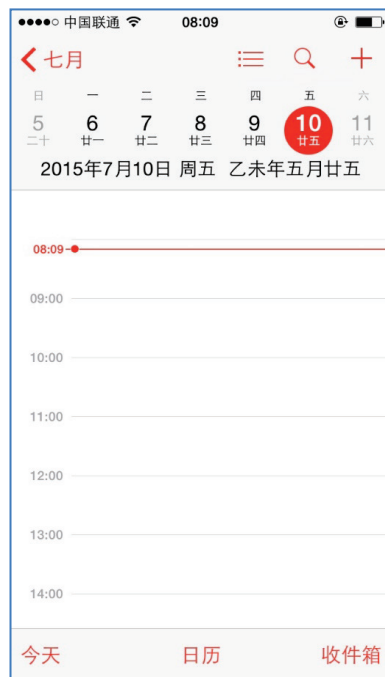 中国联通 08:09
七月
日 一 二 三 四 五 六
5 6 7 8 9 10 11
二十 廿一 廿二 廿三 廿四 廿五 廿六
2015年7月10日 周五 乙未年五月廿五
08:09
09:00
10:00
11:00
12:00
13:00
14:00
今天 日历 收件箱